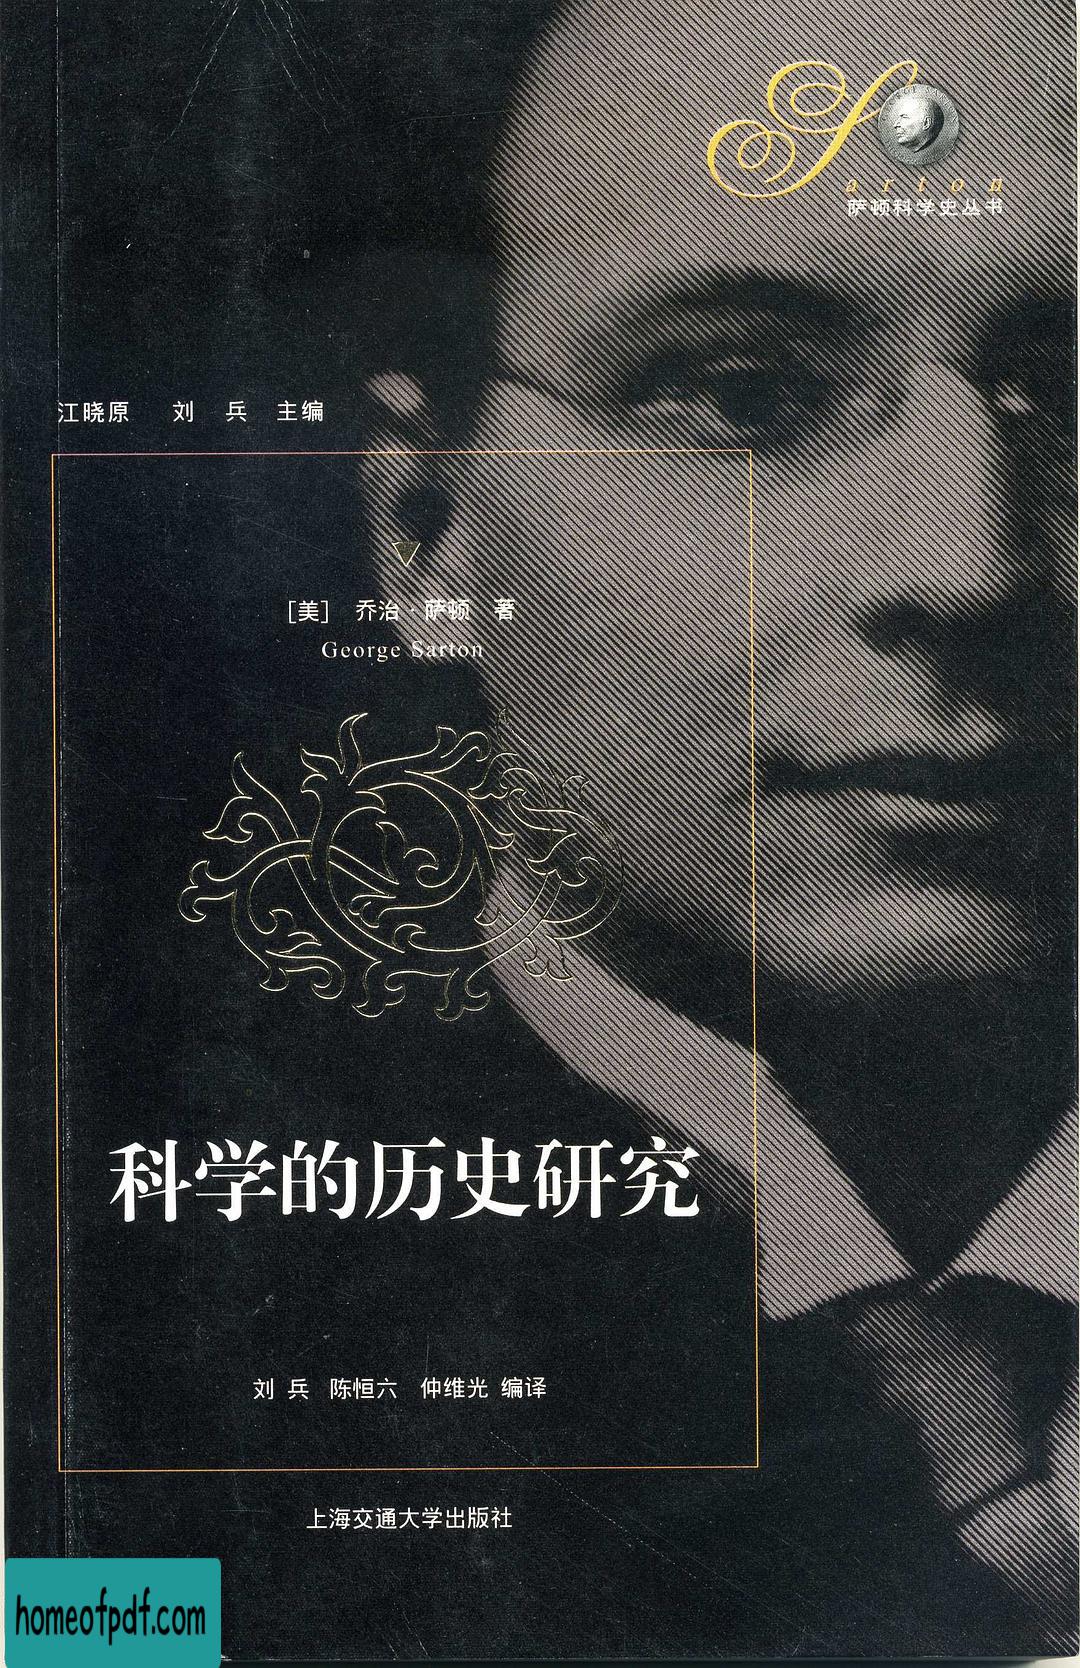 Sarton
萨顿科学史丛书
江晓原 刘 兵 主编
[美] 乔治·萨顿 著
George Sarton
科学的历史研究
刘 兵 陈恒六 仲维光 编译
上海交通大学出版社
homeofpdf.com